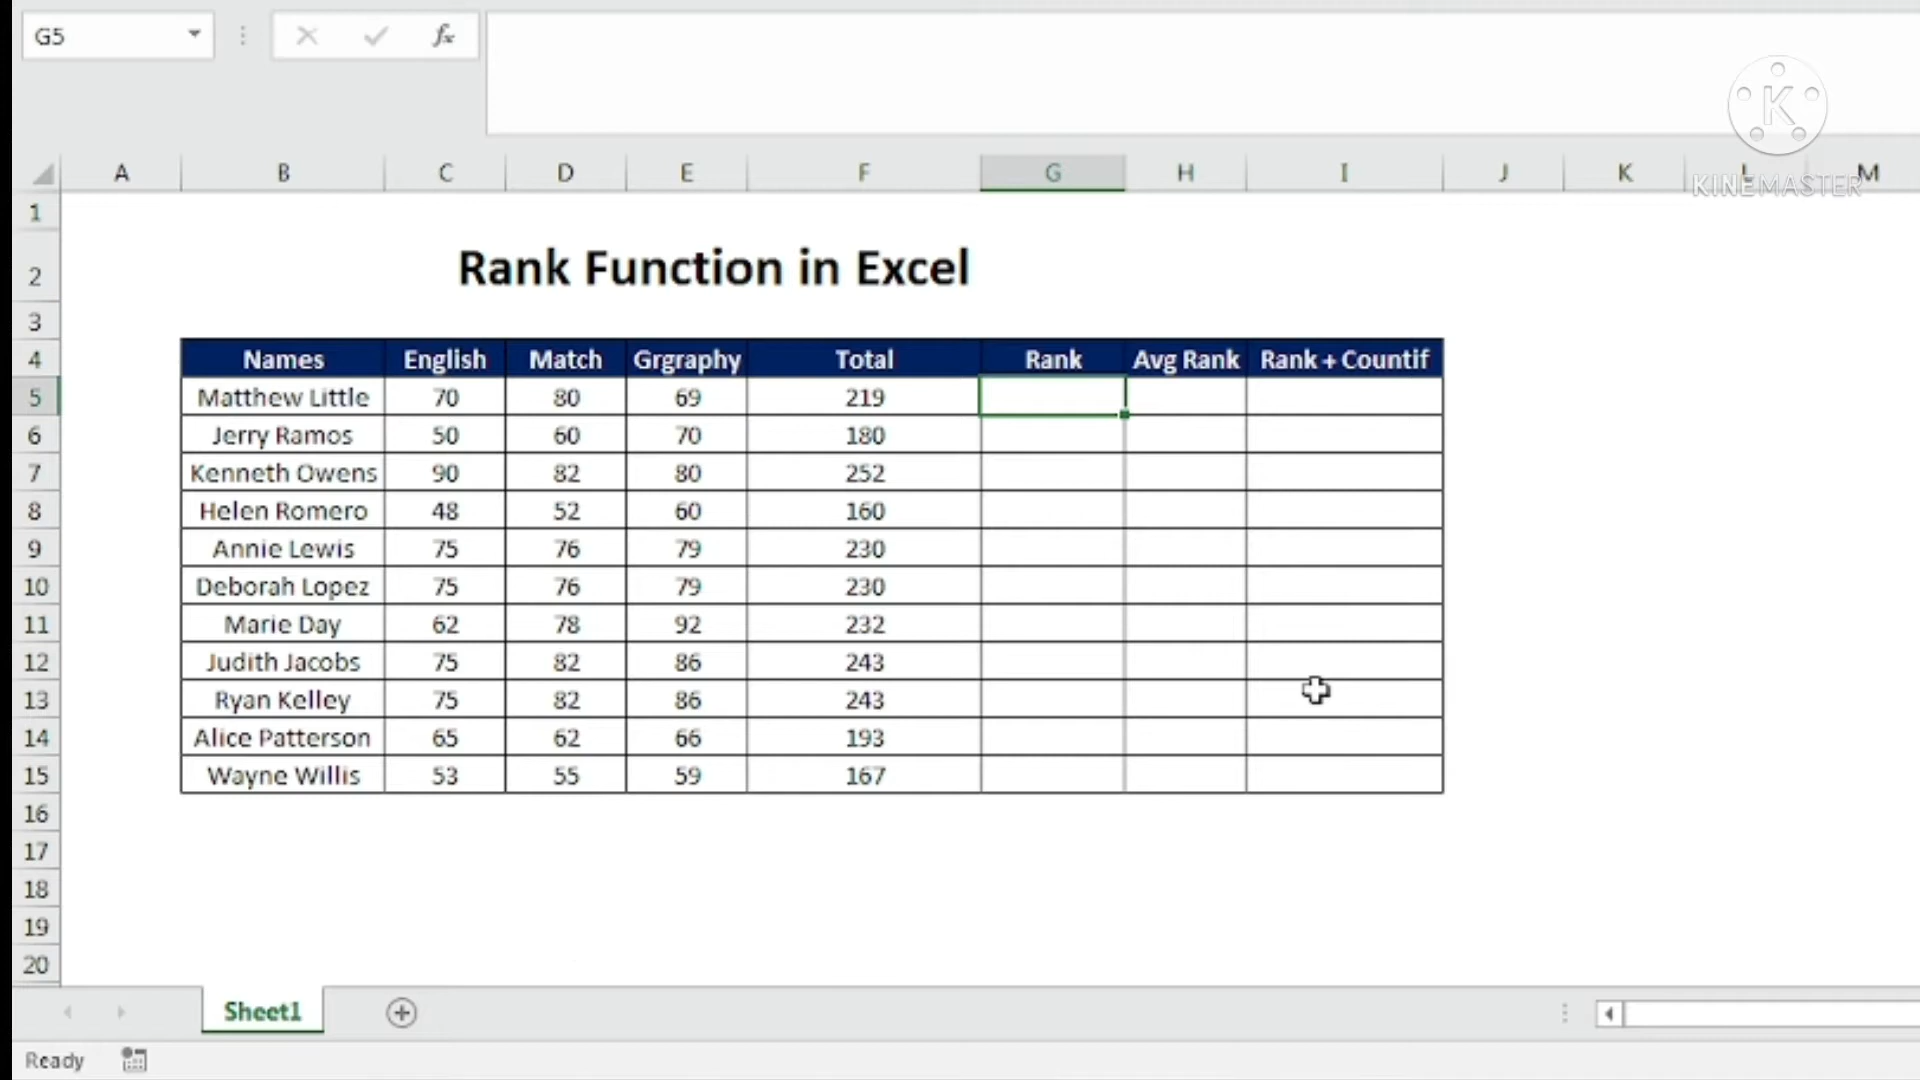 G5
fx
KINEMASTER
A B C D E F G H I J K L M
1
2 Rank Function in Excel
3
4 Names English Match Grgraphy Total Rank Avg Rank Rank + Countif
5 Matthew Little 70 80 69 219
6 Jerry Ramos 50 60 70 180
7 Kenneth Owens 90 82 80 252
8 Helen Romero 48 52 60 160
9 Annie Lewis 75 76 79 230
10 Deborah Lopez 75 76 79 230
11 Marie Day 62 78 92 232
12 Judith Jacobs 75 82 86 243
13 Ryan Kelley 75 82 86 243
14 Alice Patterson 65 62 66 193
15 Wayne Willis 53 55 59 167
16
17
18
19
20
Sheet1
Ready